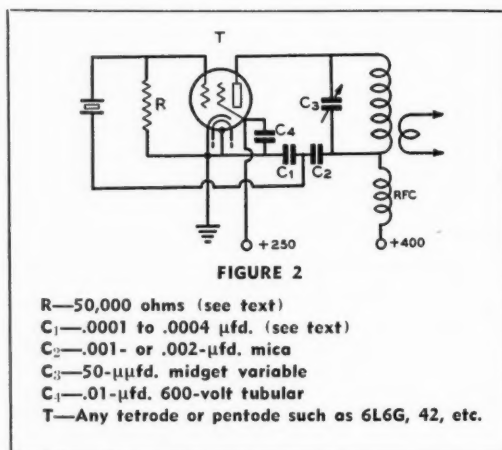 T
R
C₃
C₄
C₁
C₂
RFC
+250
+400
FIGURE 2
R—50,000 ohms (see text)
C₁—.0001 to .0004 μfd. (see text)
C₂—.001- or .002-μfd. mica
C₃—50-μμfd. midget variable
C₄—.01-μfd. 600-volt tubular
T—Any tetrode or pentode such as 6L6G, 42, etc.